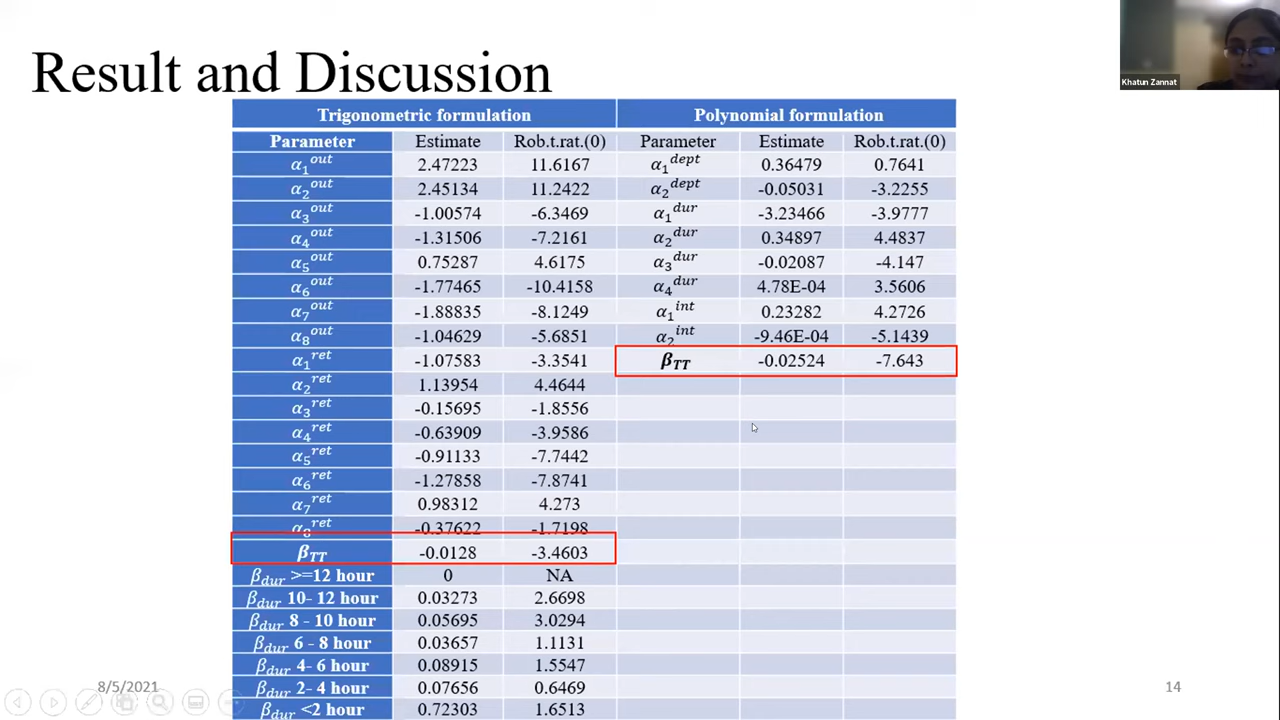 Khatun Zannat
Result and Discussion
Trigonometric formulation Polynomial formulation
Parameter Estimate Rob.t.rat.(0) Parameter Estimate Rob.t.rat.(0)
α₁ᵒᵘᵗ 2.47223 11.6167 α₁ᵈᵉᵖᵗ 0.36479 0.7641
α₂ᵒᵘᵗ 2.45134 11.2422 α₂ᵈᵉᵖᵗ -0.05031 -3.2255
α₃ᵒᵘᵗ -1.00574 -6.3469 α₁ᵈᵘʳ -3.23466 -3.9777
α₄ᵒᵘᵗ -1.31506 -7.2161 α₂ᵈᵘʳ 0.34897 4.4837
α₅ᵒᵘᵗ 0.75287 4.6175 α₃ᵈᵘʳ -0.02087 -4.147
α₆ᵒᵘᵗ -1.77465 -10.4158 α₄ᵈᵘʳ 4.78E-04 3.5606
α₇ᵒᵘᵗ -1.88835 -8.1249 α₁ⁱⁿᵗ 0.23282 4.2726
α₈ᵒᵘᵗ -1.04629 -5.6851 α₂ⁱⁿᵗ -9.46E-04 -5.1439
α₁ʳᵉᵗ -1.07583 -3.3541 β_TT -0.02524 -7.643
α₂ʳᵉᵗ 1.13954 4.4644
α₃ʳᵉᵗ -0.15695 -1.8556
α₄ʳᵉᵗ -0.63909 -3.9586
α₅ʳᵉᵗ -0.91133 -7.7442
α₆ʳᵉᵗ -1.27858 -7.8741
α₇ʳᵉᵗ 0.98312 4.273
α₈ʳᵉᵗ -0.37622 -1.7198
β_TT -0.0128 -3.4603
β_dur >=12 hour 0 NA
β_dur 10- 12 hour 0.03273 2.6698
β_dur 8 - 10 hour 0.05695 3.0294
β_dur 6 - 8 hour 0.03657 1.1131
β_dur 4- 6 hour 0.08915 1.5547
β_dur 2- 4 hour 0.07656 0.6469
β_dur <2 hour 0.72303 1.6513
8/5/2021 14